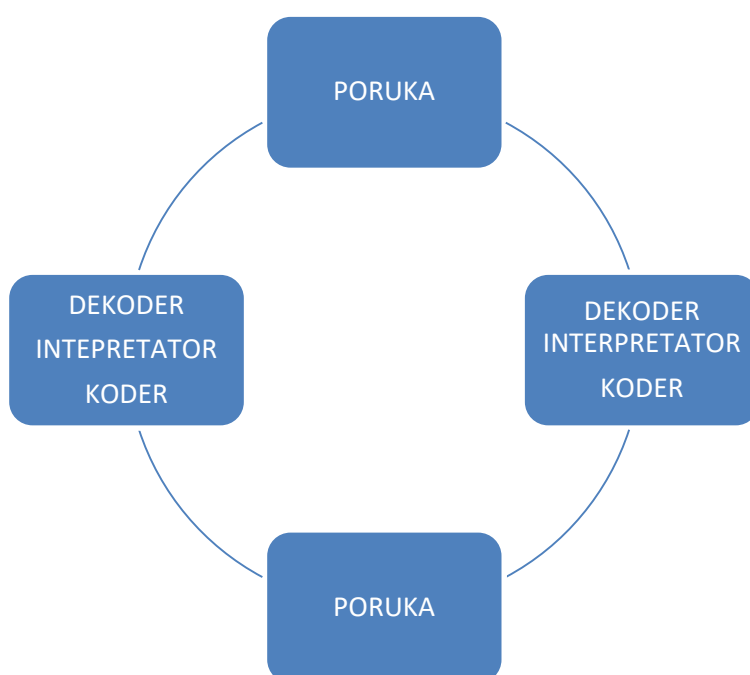 PORUKA
DEKODER
INTEPRETATOR
KODER
DEKODER
INTERPRETATOR
KODER
PORUKA